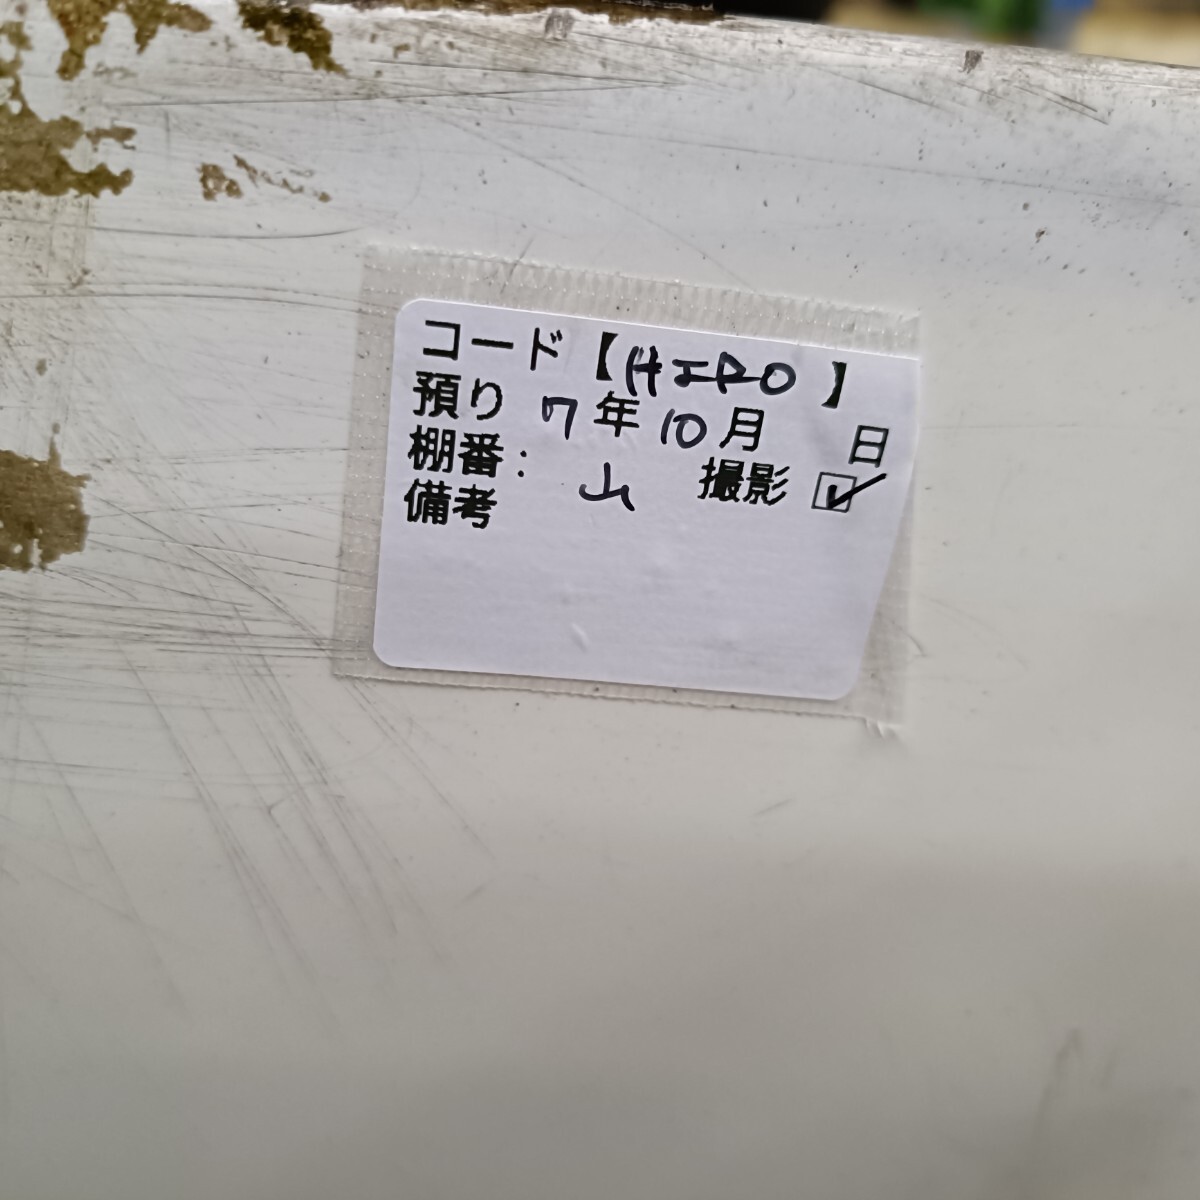 コード【HIRO】
預り 7年 10月 日
棚番: 山 撮影 ☑
備考